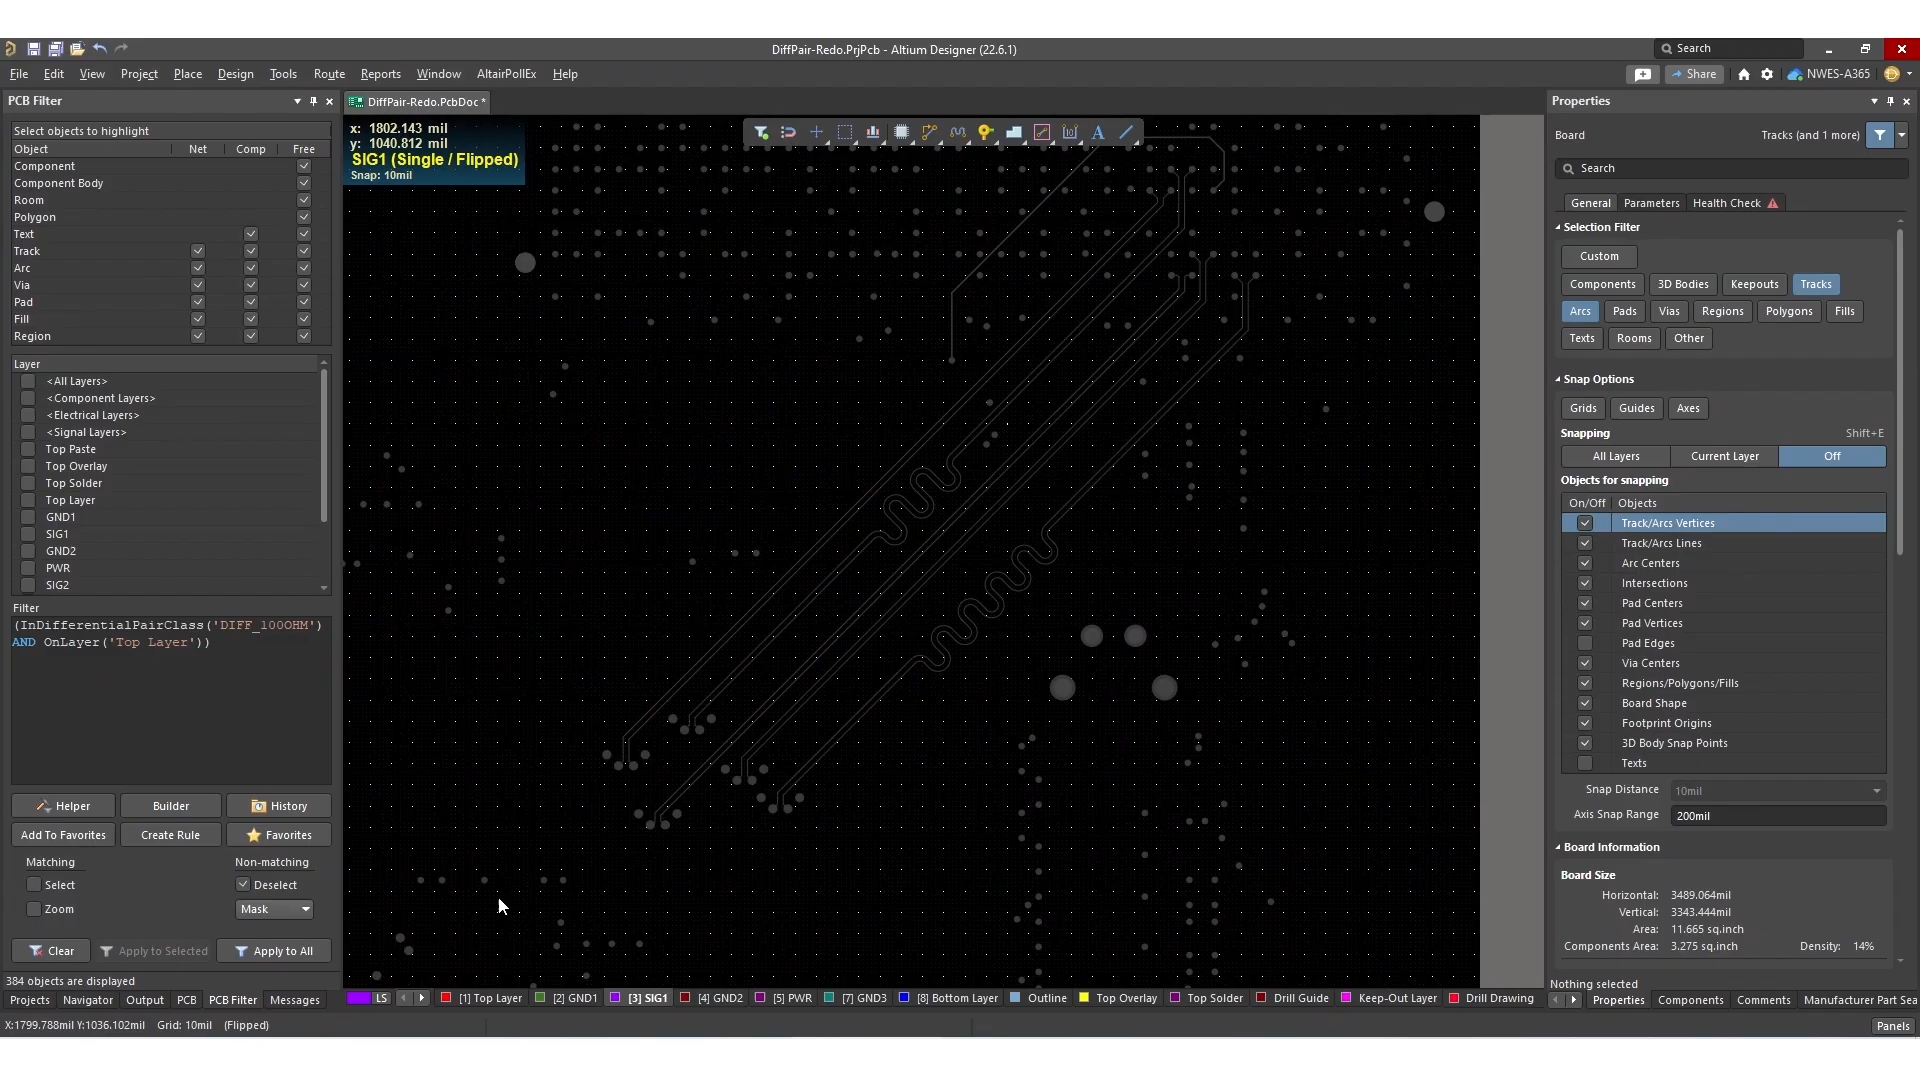 DiffPair-Redo.PrjPcb - Altium Designer (22.6.1)
Search
File Edit View Project Place Design Tools Route Reports Window AltairPollEx Help
Share
NWES-A365
PCB Filter
DiffPair-Redo.PcbDoc *
Properties
Select objects to highlight
Object Net Comp Free
Component
Component Body
Room
Polygon
Text
Track
Arc
Via
Pad
Fill
Region
Layer
<All Layers>
<Component Layers>
<Electrical Layers>
<Signal Layers>
Top Paste
Top Overlay
Top Solder
Top Layer
GND1
SIG1
GND2
PWR
SIG2
Filter
(InDifferentialPairClass('DIFF_100OHM')
AND OnLayer('Top Layer'))
Helper Builder History
Add To Favorites Create Rule Favorites
Matching Non-matching
Select Deselect
Zoom Mask
Clear Apply to Selected Apply to All
384 objects are displayed
Projects Navigator Output PCB PCB Filter Messages
x: 1802.143 mil
y: 1040.812 mil
SIG1 (Single / Flipped)
Snap: 10mil
A
Board Tracks (and 1 more)
Search
General Parameters Health Check
Selection Filter
Custom
Components 3D Bodies Keepouts Tracks
Arcs Pads Vias Regions Polygons Fills
Texts Rooms Other
Snap Options
Grids Guides Axes
Snapping Shift+E
All Layers Current Layer Off
Objects for snapping
On/Off Objects
Track/Arcs Vertices
Track/Arcs Lines
Arc Centers
Intersections
Pad Centers
Pad Vertices
Pad Edges
Via Centers
Regions/Polygons/Fills
Board Shape
Footprint Origins
3D Body Snap Points
Texts
Snap Distance 10mil
Axis Snap Range 200mil
Board Information
Board Size
Horizontal: 3489.064mil
Vertical: 3343.444mil
Area: 11.665 sq.inch
Components Area: 3.275 sq.inch Density: 14%
Nothing selected
LS [1] Top Layer [2] GND1 [3] SIG1 [4] GND2 [5] PWR [7] GND3 [8] Bottom Layer Outline Top Overlay Top Solder Drill Guide Keep-Out Layer Drill Drawing
Properties Components Comments Manufacturer Part Sea
X:1799.788mil Y:1036.102mil Grid: 10mil (Flipped)
Panels